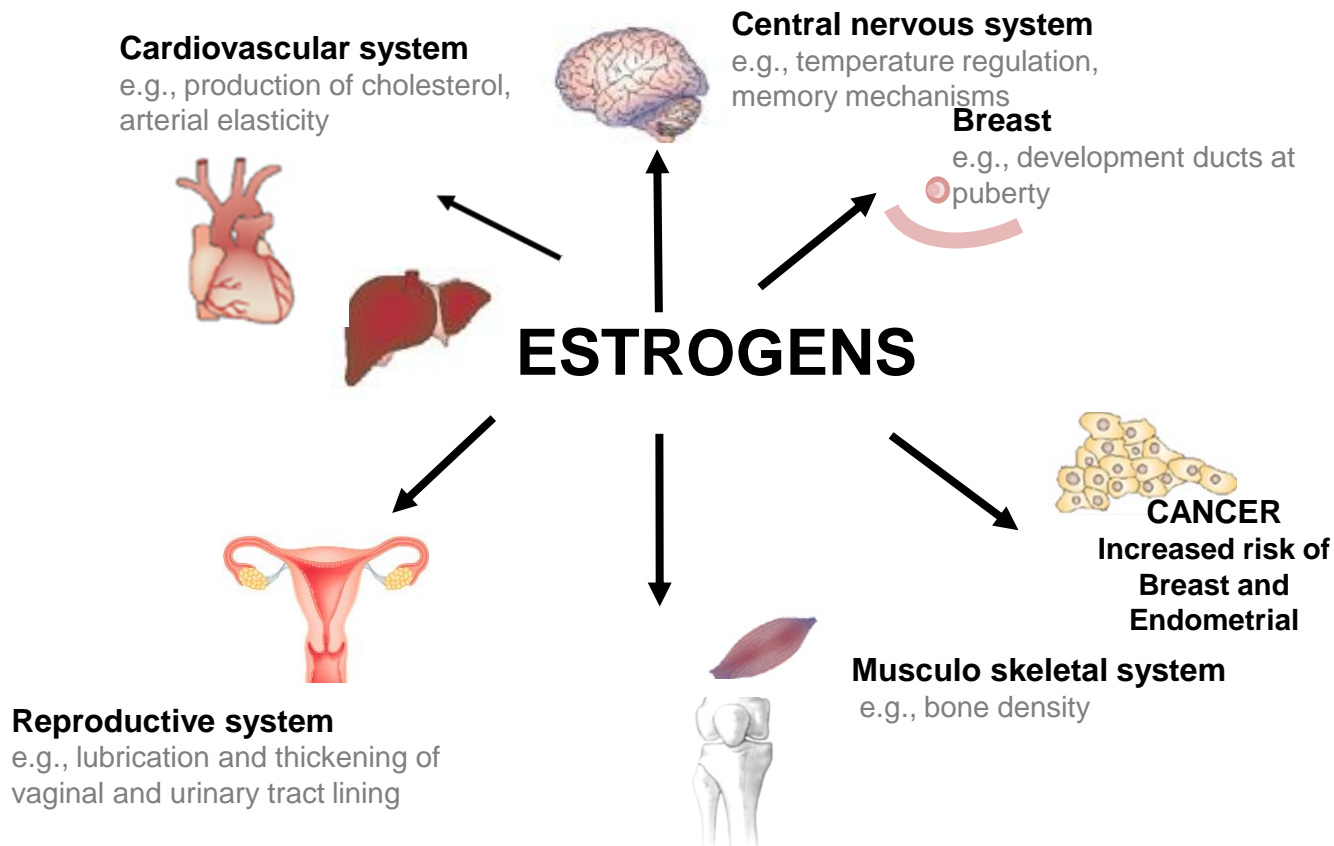 Cardiovascular system
e.g., production of cholesterol,
arterial elasticity
Central nervous system
e.g., temperature regulation,
memory mechanisms
Breast
e.g., development ducts at
puberty
ESTROGENS
CANCER
Increased risk of
Breast and
Endometrial
Musculo skeletal system
e.g., bone density
Reproductive system
e.g., lubrication and thickening of
vaginal and urinary tract lining